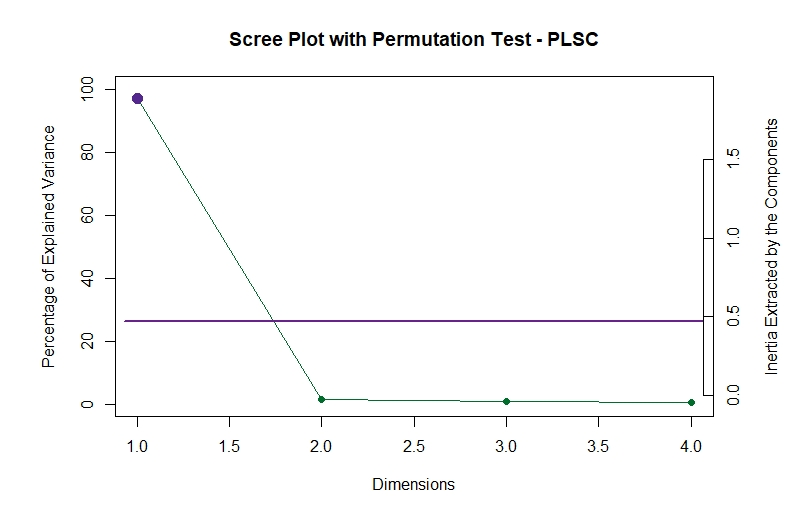 Scree Plot with Permutation Test - PLSC
Percentage of Explained Variance
100
80
60
40
20
0
1.5
1.0
0.5
0.0
Inertia Extracted by the Components
1.0 1.5 2.0 2.5 3.0 3.5 4.0
Dimensions